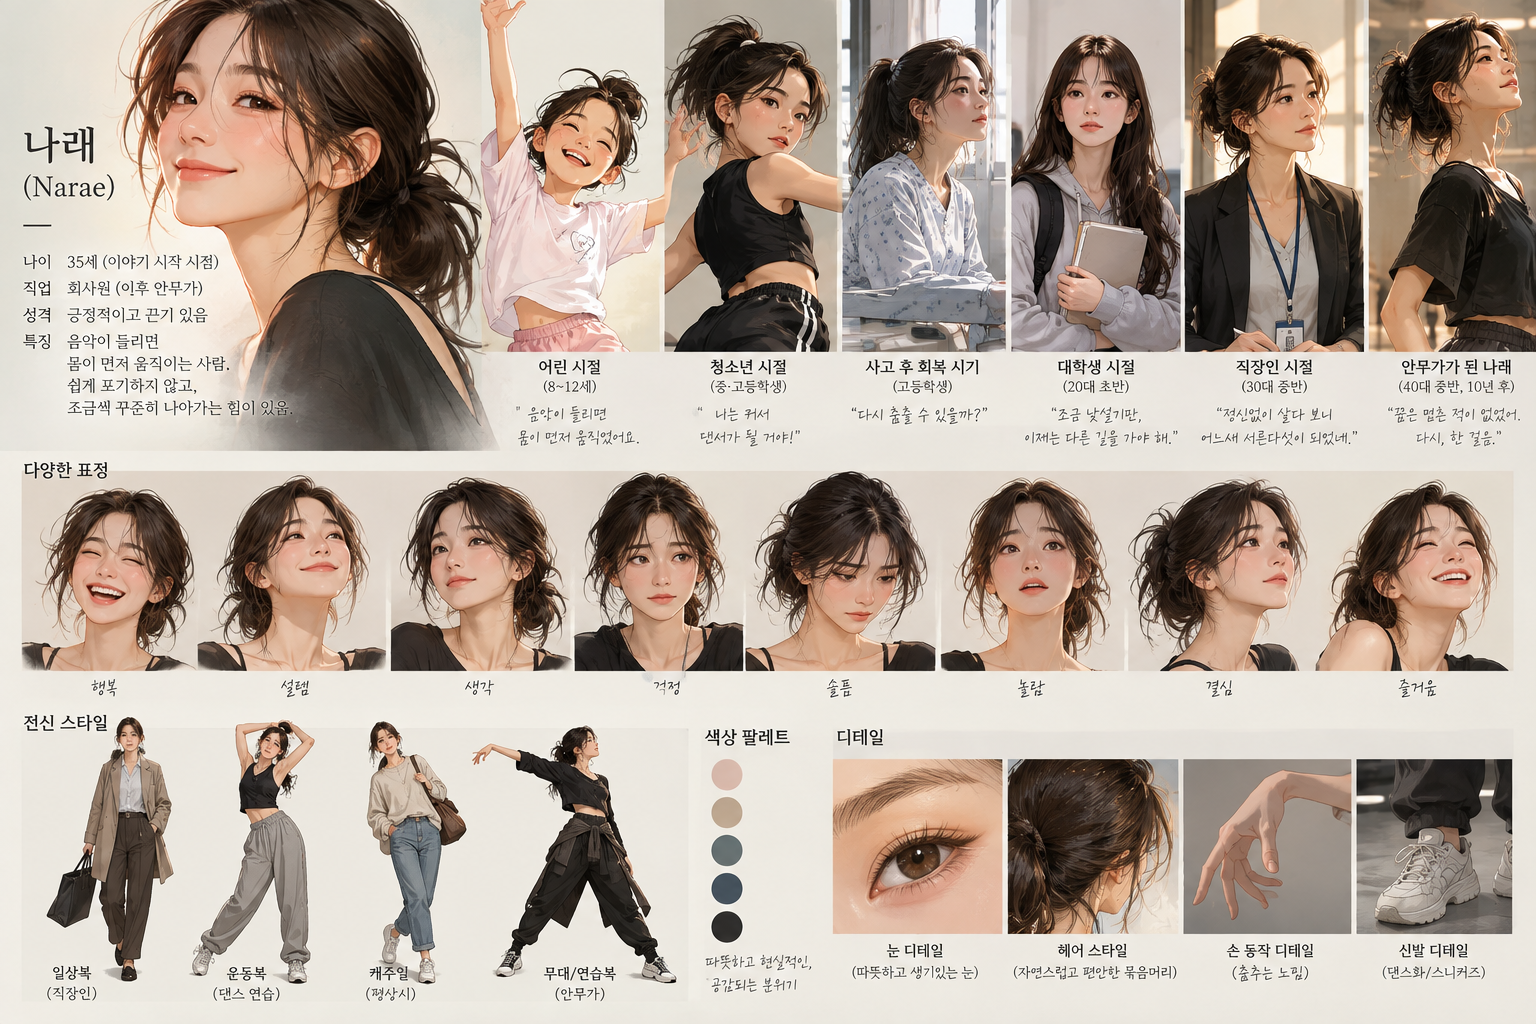 나래
(Narae)
나이 35세 (이야기 시작 시점)
직업 회사원 (이후 안무가)
성격 긍정적이고 끈기 있음
특징 음악이 들리면
몸이 먼저 움직이는 사람.
쉽게 포기하지 않고,
조금씩 꾸준히 나아가는 힘이 있음.
어린 시절
(8~12세)
"음악이 들리면
몸이 먼저 움직였어요.
청소년 시절
(중·고등학생)
"나는 커서
댄서가 될 거야!"
사고 후 회복 시기
(고등학생)
"다시 춤출 수 있을까?"
대학생 시절
(20대 초반)
"조금 낯설기만,
이제는 다른 길을 가야 해."
직장인 시절
(30대 중반)
"정신없이 살다 보니
어느새 서른다섯이 되었네."
안무가가 된 나래
(40대 중반, 10년 후)
"꿈은 멈춘 적이 없었어.
다시, 한 걸음."
다양한 표정
행복
설렘
생각
걱정
슬픔
놀람
결심
즐거움
전신 스타일
일상복
(직장인)
운동복
(댄스 연습)
캐주얼
(평상시)
무대/연습복
(안무가)
색상 팔레트
따뜻하고 현실적인,
공감되는 분위기
디테일
눈 디테일
(따뜻하고 생기있는 눈)
헤어 스타일
(자연스럽고 편안한 묶음머리)
손 동작 디테일
(춤추는 느낌)
신발 디테일
(댄스화/스니커즈)